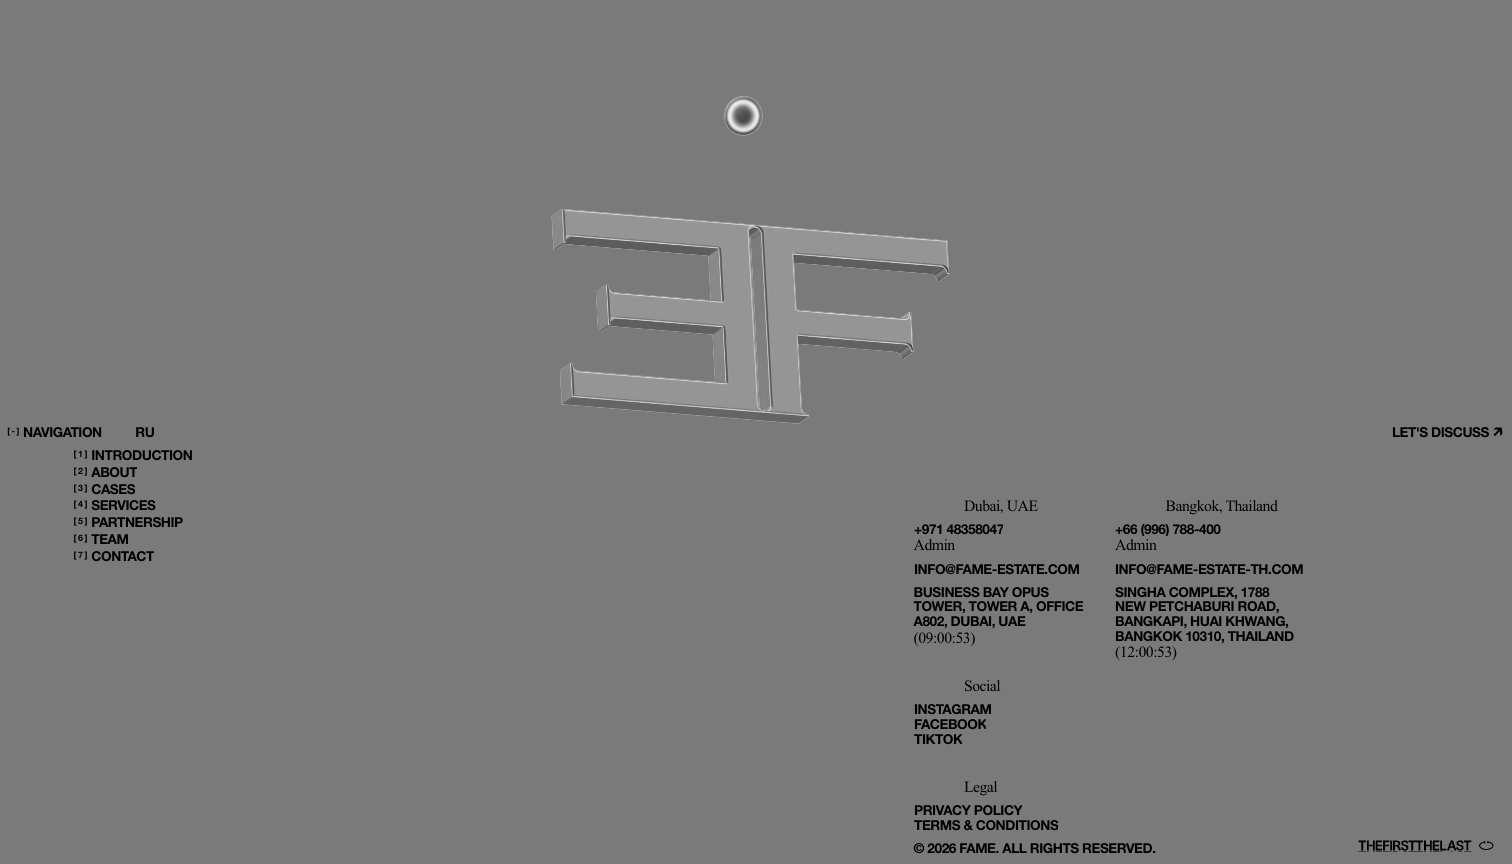 [-] NAVIGATION
RU
LET'S DISCUSS
[1] INTRODUCTION
[2] ABOUT
[3] CASES
[4] SERVICES
[5] PARTNERSHIP
[6] TEAM
[7] CONTACT
Dubai, UAE
+971 48358047
Admin
INFO@FAME-ESTATE.COM
BUSINESS BAY OPUS
TOWER, TOWER A, OFFICE
A802, DUBAI, UAE
(09:00:53)
Bangkok, Thailand
+66 (996) 788-400
Admin
INFO@FAME-ESTATE-TH.COM
SINGHA COMPLEX, 1788
NEW PETCHABURI ROAD,
BANGKAPI, HUAI KHWANG,
BANGKOK 10310, THAILAND
(12:00:53)
Social
INSTAGRAM
FACEBOOK
TIKTOK
Legal
PRIVACY POLICY
TERMS & CONDITIONS
© 2026 FAME. ALL RIGHTS RESERVED.
THEFIRSTTHELAST